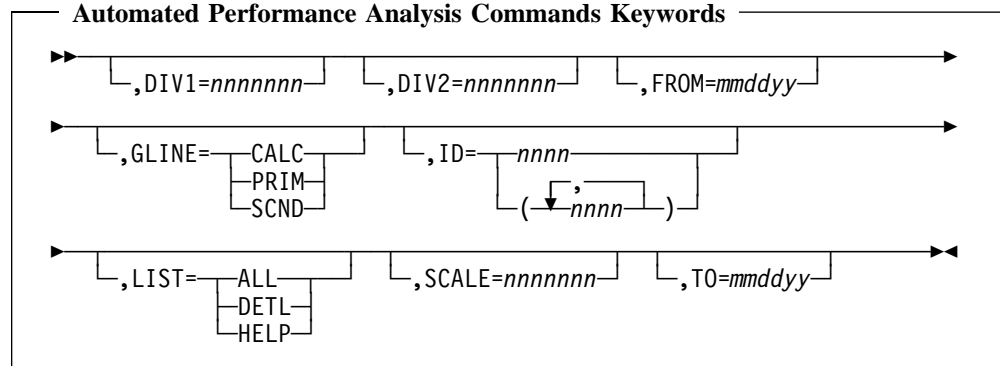 Automated Performance Analysis Commands Keywords
,DIV1=nnnnnnn ,DIV2=nnnnnnn ,FROM=mmddyy
,GLINE= CALC ,ID= nnnn
PRIM ,
SCND ( nnnn )
,LIST= ALL ,SCALE=nnnnnnn ,TO=mmddyy
DETL
HELP